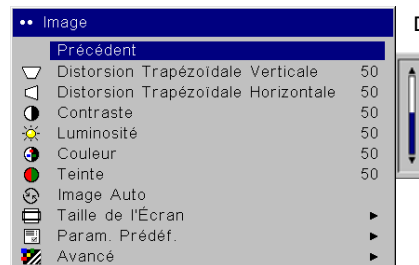 •• Image
Précédent
Distorsion Trapézoïdale Verticale 50
Distorsion Trapézoïdale Horizontale 50
Contraste 50
Luminosité 50
Couleur 50
Teinte 50
Image Auto
Taille de l'Écran ►
Param. Prédéf. ►
Avancé ►